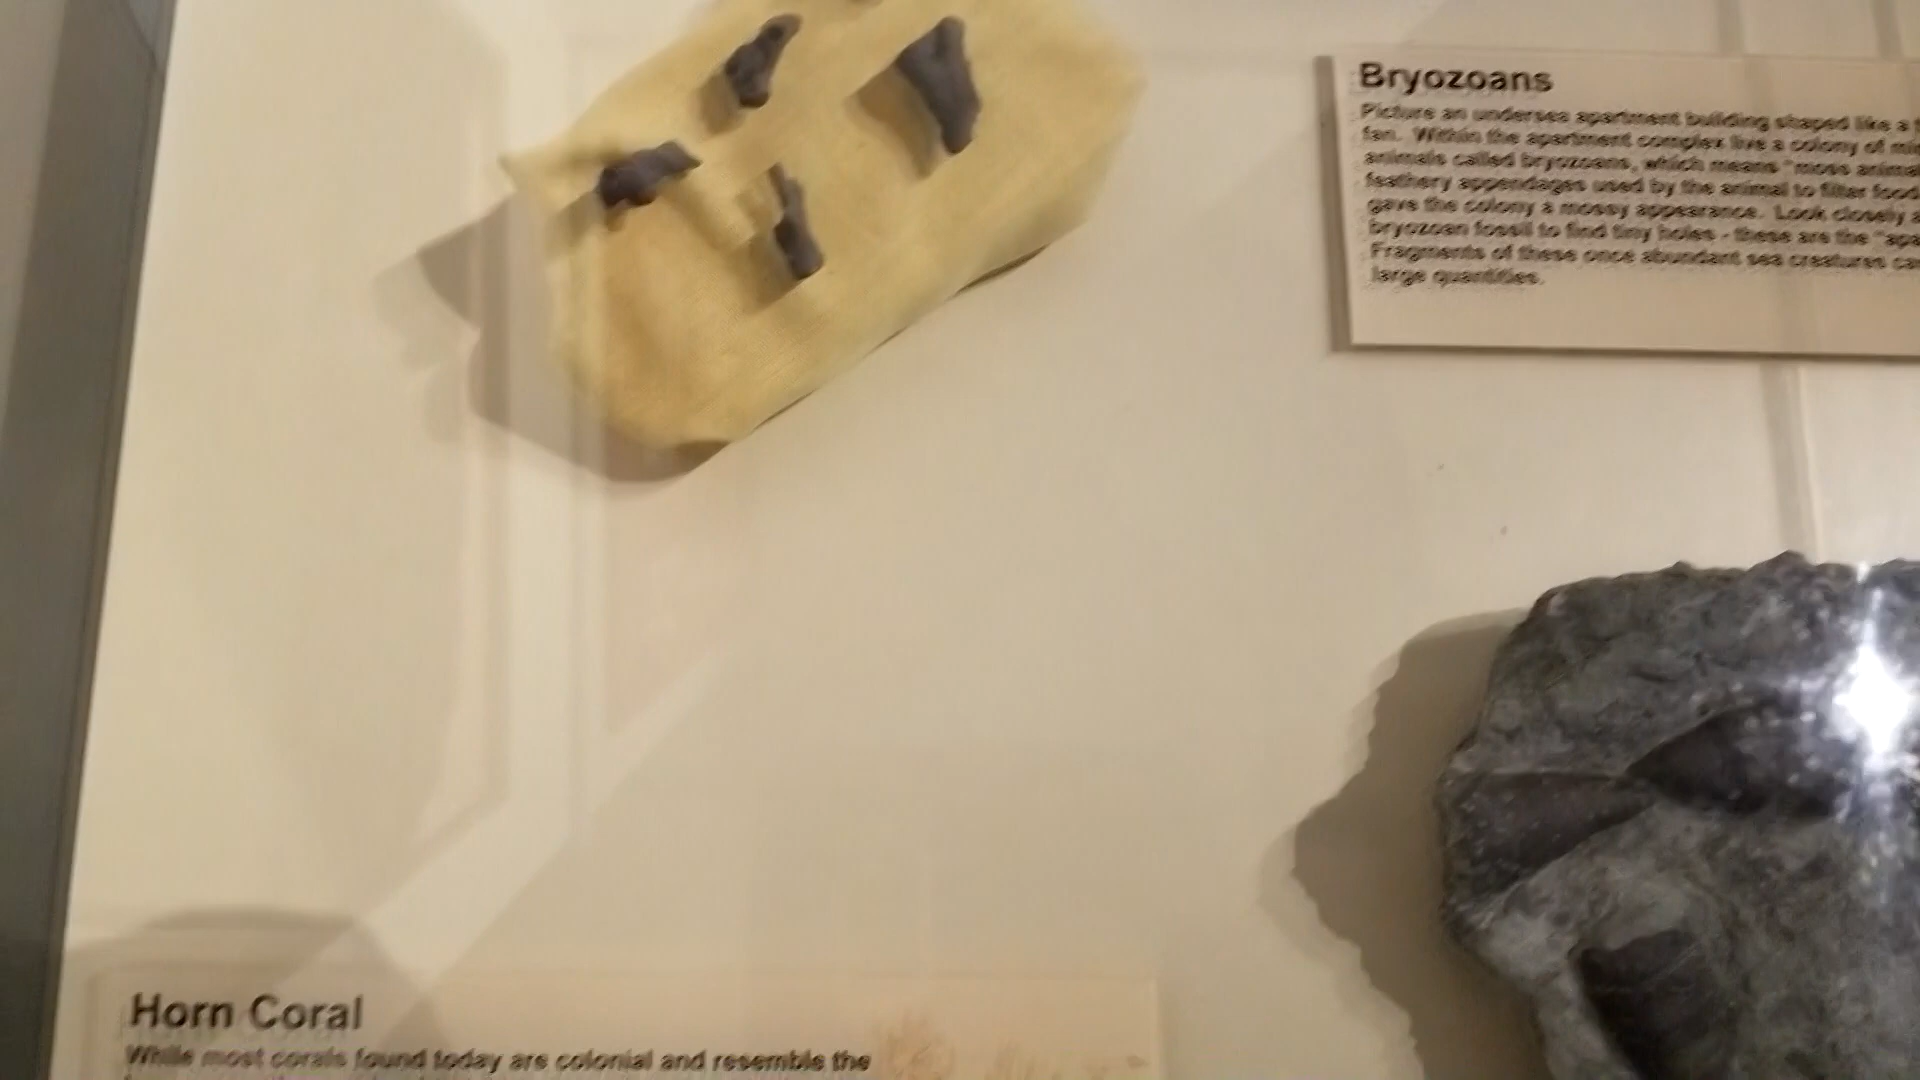 Bryozoans
Picture an undersea apartment building shaped like a
fan. Within the apartment complex live a colony of
animals called bryozoans, which means "moss
feathery appendages used by the animal to filter food
gave the colony a mossy appearance. Look closely
bryozoan fossil to find tiny holes - these are the
Fragments of these once abundant sea creatures
large quantities.
Horn Coral
While most corals found today are colonial and resemble the